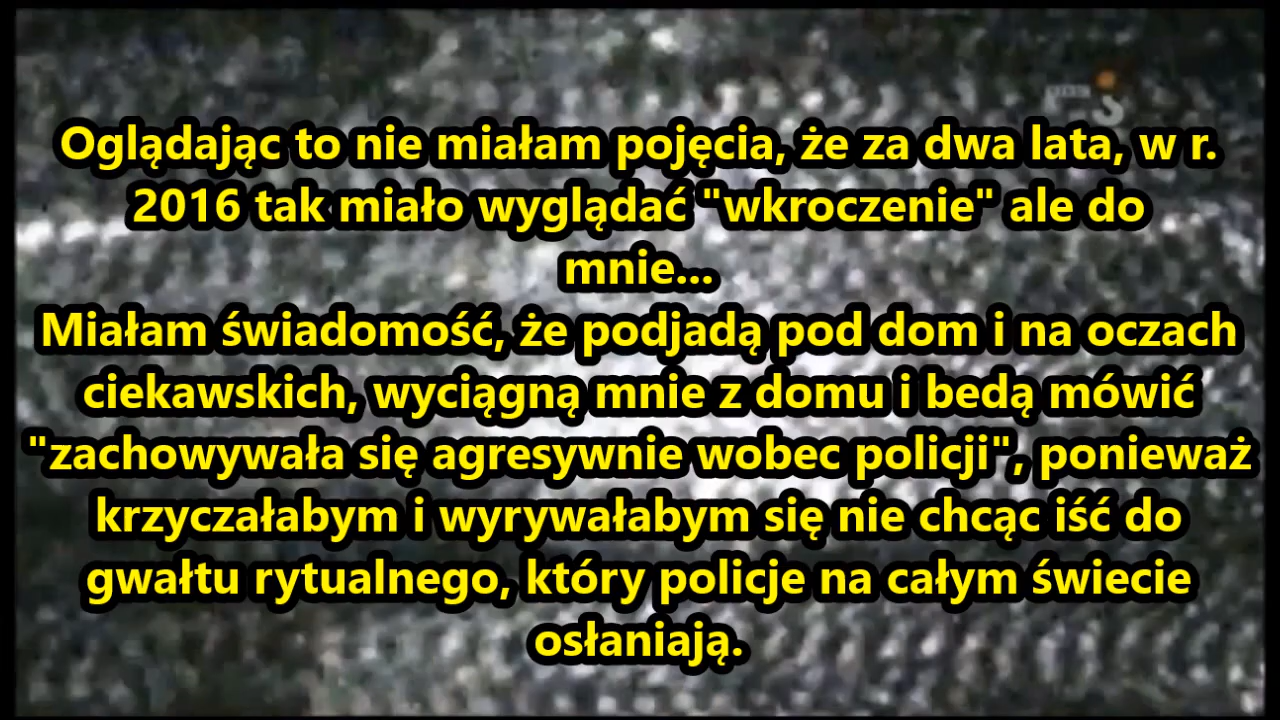 Oglądając to nie miałam pojęcia, że za dwa lata, w r.
2016 tak miało wyglądać "wkroczenie" ale do
mnie...
Miałam świadomość, że podjadą pod dom i na oczach
ciekawskich, wyciągną mnie z domu i bedą mówić
"zachowywała się agresywnie wobec policji", ponieważ
krzyczałabym i wyrywałabym się nie chcąc iść do
gwałtu rytualnego, który policje na całym świecie
osłaniają.